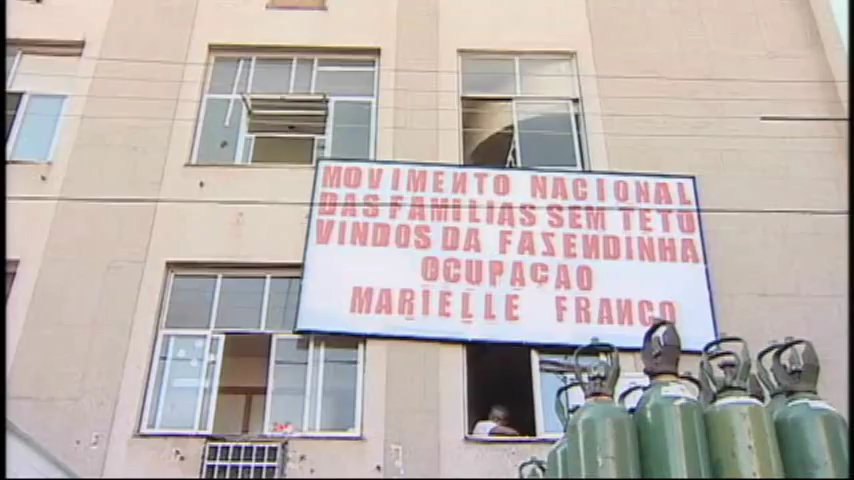 MOVIMENTO NACIONAL
DAS FAMILIAS SEM TETO
VINDOS DA FAZENDINHA
OCUPAÇAO
MARIELLE FRANCO